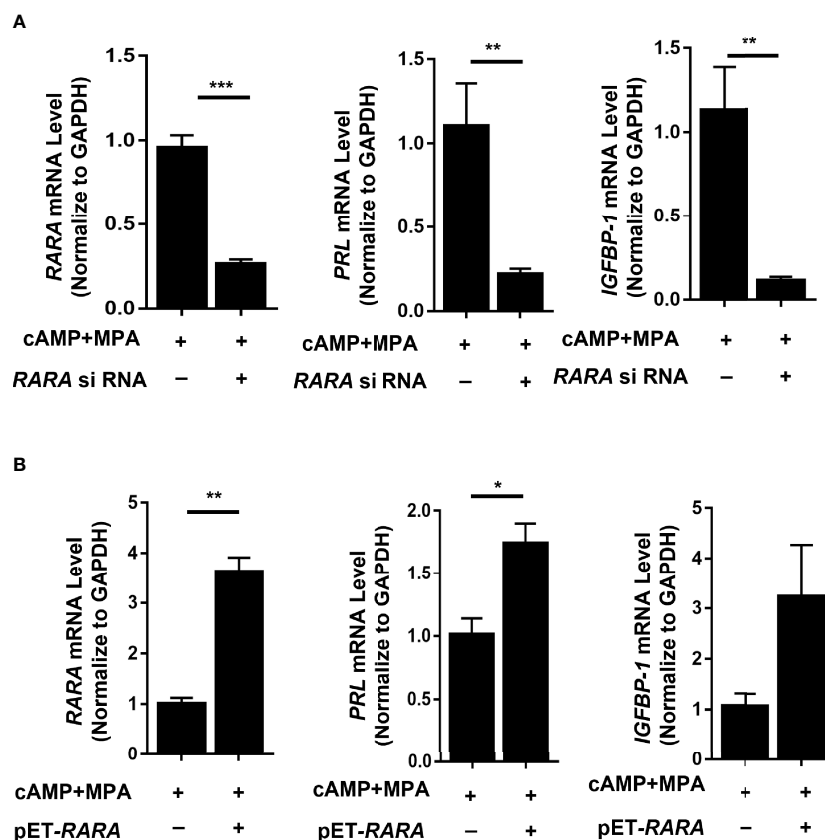 A
RARA mRNA Level
(Normalize to GAPDH)
1.5
1.0
0.5
0.0
***
cAMP+MPA + +
RARA si RNA – +
PRL mRNA Level
(Normalize to GAPDH)
1.5
1.0
0.5
0.0
**
cAMP+MPA + +
RARA si RNA – +
IGFBP-1 mRNA Level
(Normalize to GAPDH)
1.5
1.0
0.5
0.0
**
cAMP+MPA + +
RARA si RNA – +
B
RARA mRNA Level
(Normalize to GAPDH)
5
4
3
2
1
0
**
cAMP+MPA + +
pET-RARA – +
PRL mRNA Level
(Normalize to GAPDH)
2.0
1.5
1.0
0.5
0.0
*
cAMP+MPA + +
pET-RARA – +
IGFBP-1 mRNA Level
(Normalize to GAPDH)
5
4
3
2
1
0
cAMP+MPA + +
pET-RARA – +